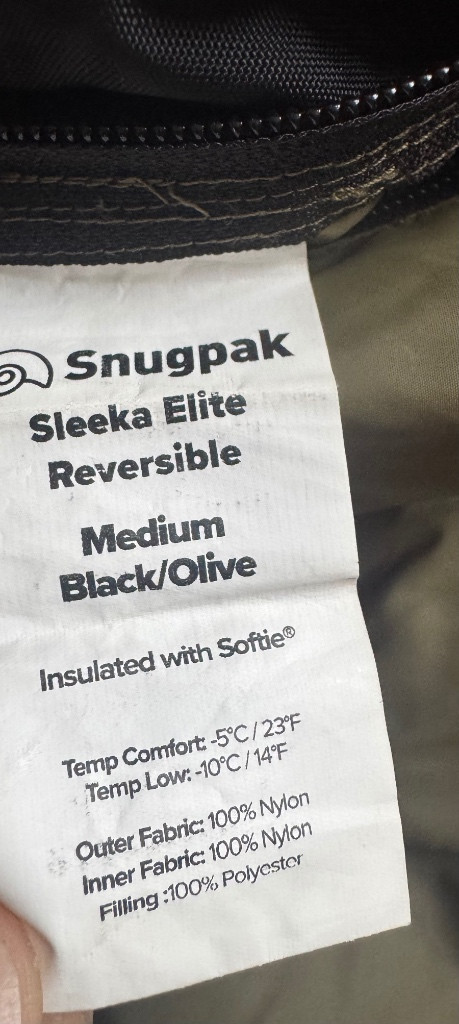 Snugpak
Sleeka Elite
Reversible
Medium
Black/Olive
Insulated with Softie®
Temp Comfort: -5°C / 23°F
Temp Low: -10°C / 14°F
Outer Fabric: 100% Nylon
Inner Fabric: 100% Nylon
Filling :100% Polyester